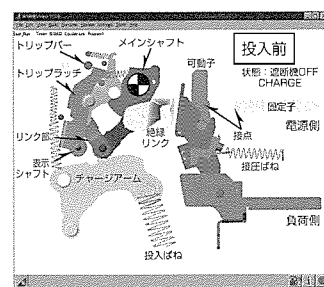 トリップバー
メインシャフト
投入前
トリップラッチ
可動子
状態：遮断機OFF
CHARGE
固定子
電源側
リンク部
絶縁
リンク
接点
接圧ばね
表示
シャフト
チャージアーム
負荷側
投入ばね